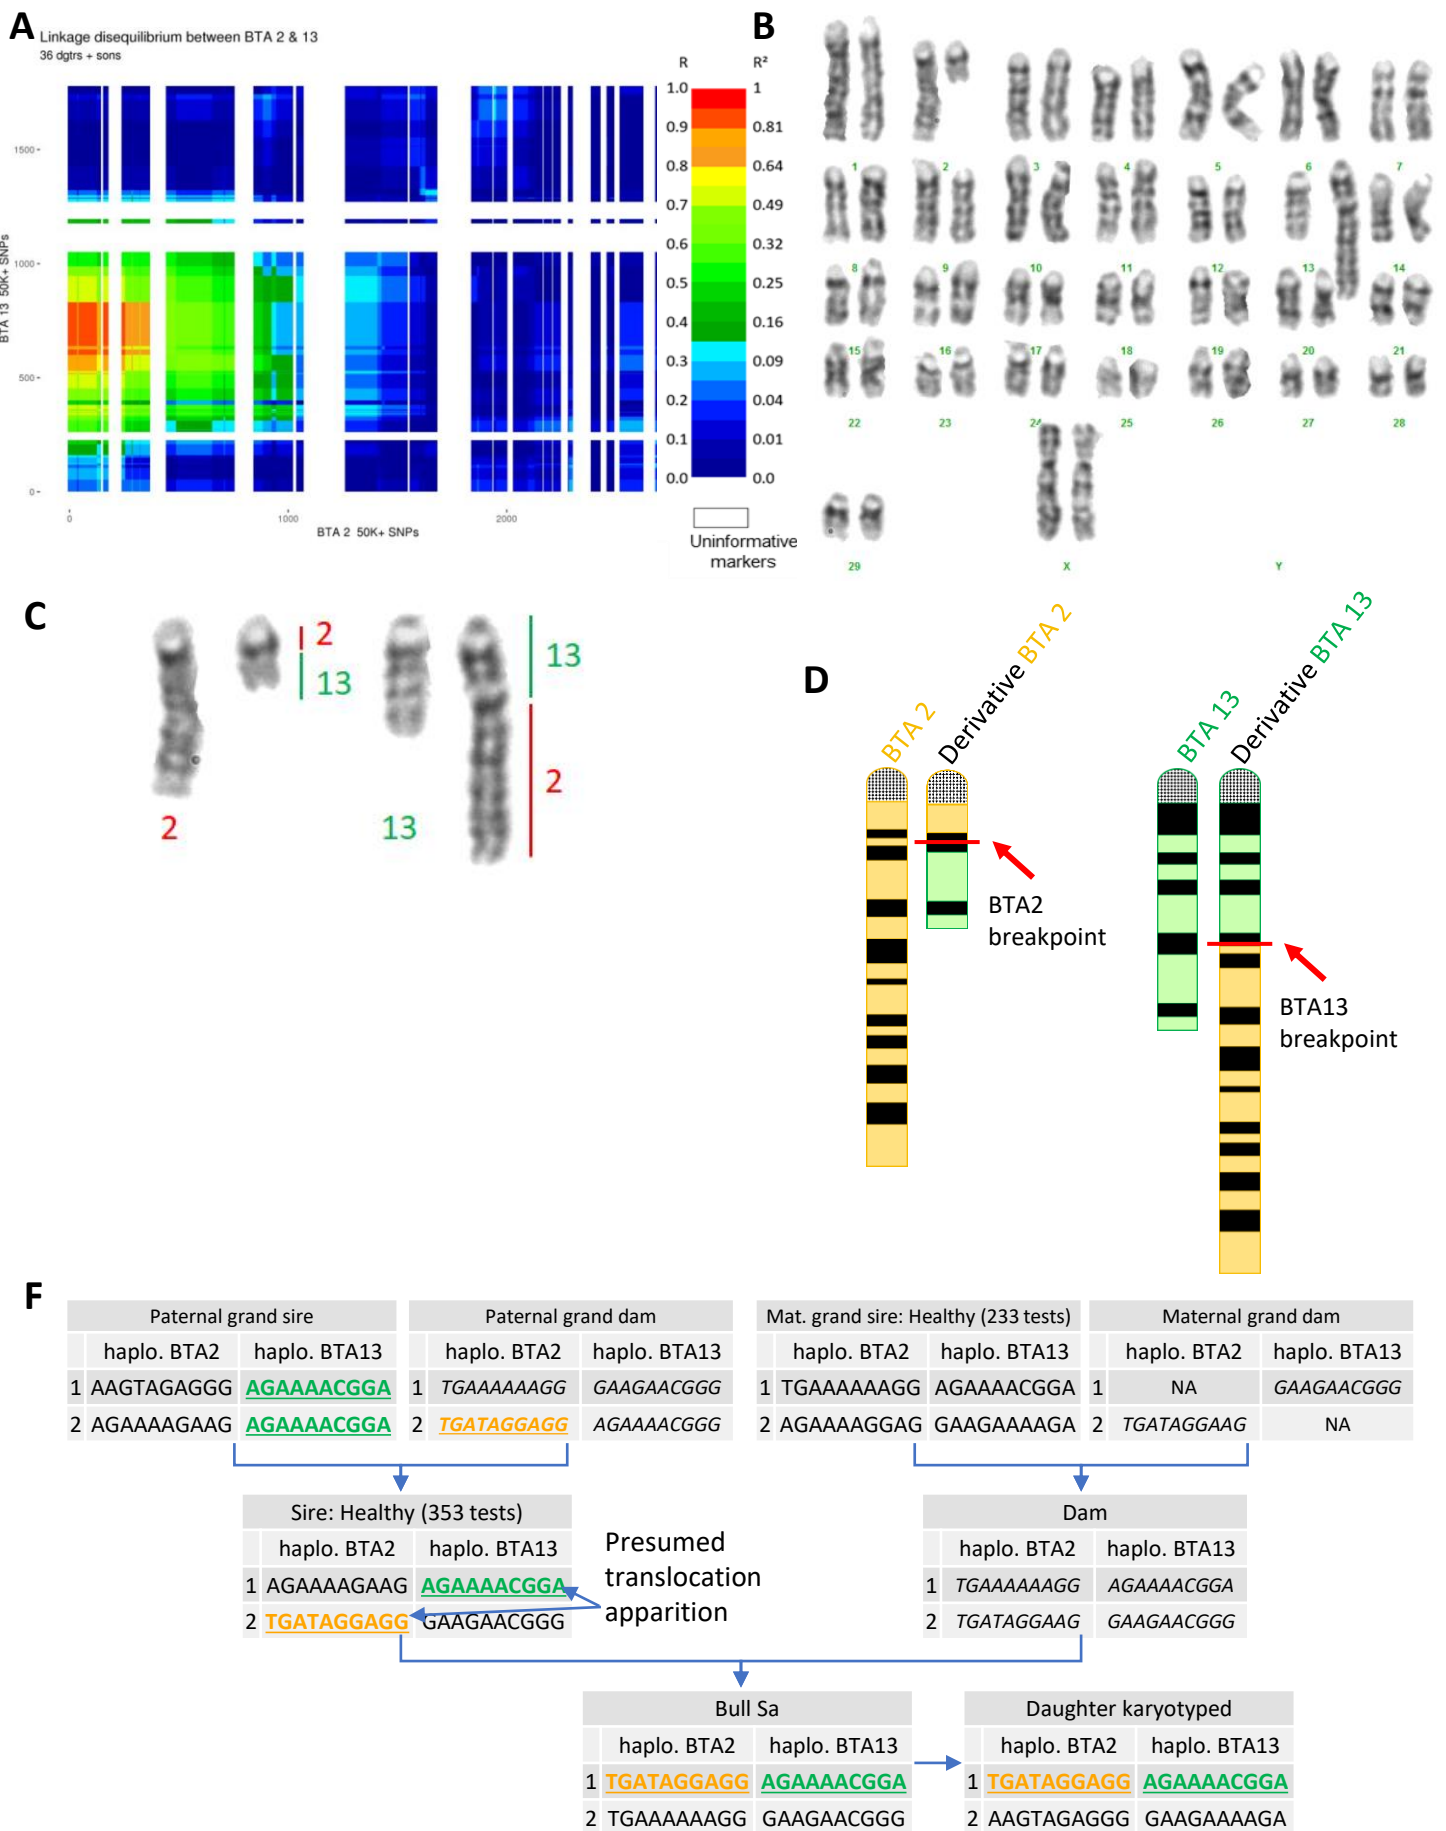 A
Linkage disequilibrium between BTA 2 & 13
36 dgtrs + sons
BTA 13 50K+ SNPs
1500
1000
500
0
0
1000
2000
BTA 2 50K+ SNPs
R
R²
1.0
1
0.9
0.81
0.8
0.64
0.7
0.49
0.6
0.32
0.5
0.25
0.4
0.16
0.3
0.09
0.2
0.04
0.1
0.01
0.0
0.0
Uninformative
markers
B
1 2 3 4 5 6 7
8 9 10 11 12 13 14
15 16 17 18 19 20 21
22 23 24 25 26 27 28
29 X Y
C
2
13
2
13
13
2
D
BTA 2
Derivative BTA 2
BTA 13
Derivative BTA 13
BTA2
breakpoint
BTA13
breakpoint
F
Paternal grand sire
haplo. BTA2 haplo. BTA13
1 AAGTAGAGGG AGAAAACGGA
2 AGAAAAGAAG AGAAAACGGA
Paternal grand dam
haplo. BTA2 haplo. BTA13
1 TGAAAAAAGG GAAGAACGGG
2 TGATAGGAGG AGAAAACGGG
Mat. grand sire: Healthy (233 tests)
haplo. BTA2 haplo. BTA13
1 TGAAAAAAGG AGAAAACGGA
2 AGAAAAGGAG GAAGAAAAGA
Maternal grand dam
haplo. BTA2 haplo. BTA13
1 NA GAAGAACGGG
2 TGATAGGAAG NA
Sire: Healthy (353 tests)
haplo. BTA2 haplo. BTA13
1 AGAAAAGAAG AGAAAACGGA
2 TGATAGGAGG GAAGAACGGG
Presumed
translocation
apparition
Dam
haplo. BTA2 haplo. BTA13
1 TGAAAAAAGG AGAAAACGGA
2 TGATAGGAAG GAAGAACGGG
Bull Sa
haplo. BTA2 haplo. BTA13
1 TGATAGGAGG AGAAAACGGA
2 TGAAAAAAGG GAAGAACGGG
Daughter karyotyped
haplo. BTA2 haplo. BTA13
1 TGATAGGAGG AGAAAACGGA
2 AAGTAGAGGG GAAGAAAAGA